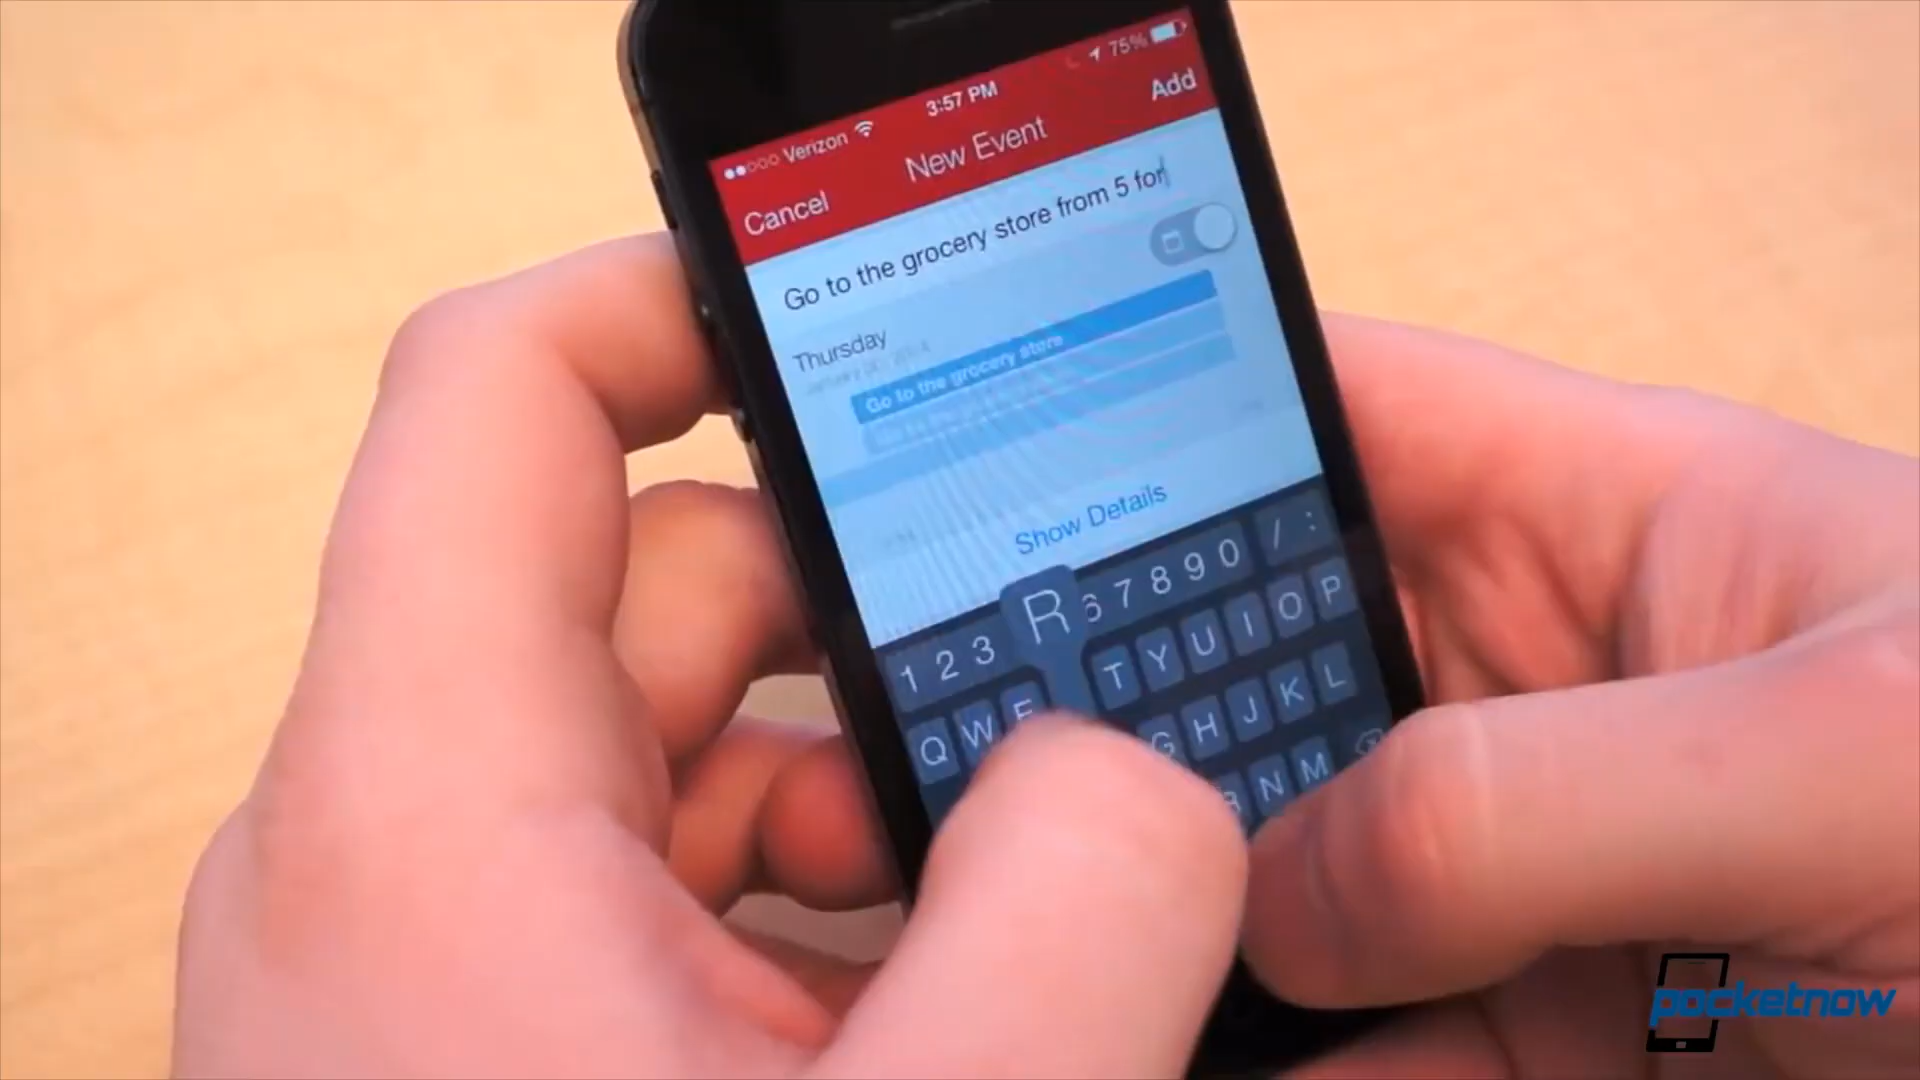 Verizon 3:57 PM 75%
Cancel New Event Add
Go to the grocery store from 5 for
Thursday
Go to the grocery store
Show Details
R
1 2 3 6 7 8 9 0 / :
Q W E T Y U I O P
G H J K L
B N M
pocketnow